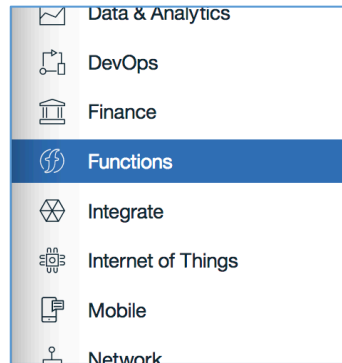 Data & Analytics
DevOps
Finance
Functions
Integrate
Internet of Things
Mobile
Network